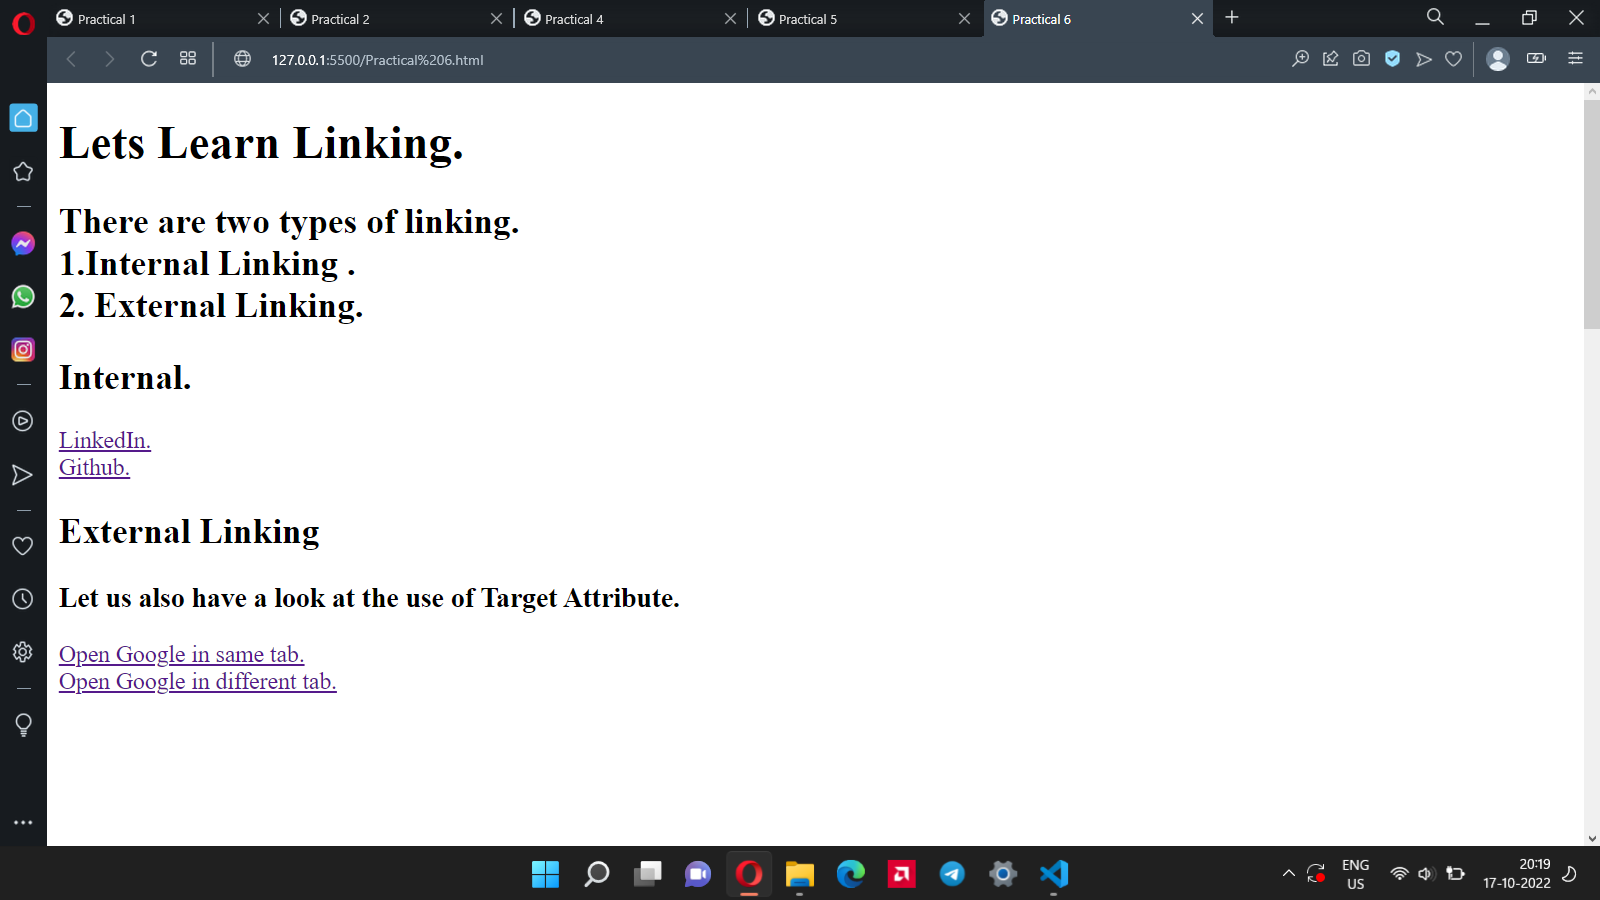 Practical 1
Practical 2
Practical 4
Practical 5
Practical 6
127.0.0.1:5500/Practical%206.html
Lets Learn Linking.
There are two types of linking.
1.Internal Linking .
2. External Linking.
Internal.
LinkedIn.
Github.
External Linking
Let us also have a look at the use of Target Attribute.
Open Google in same tab.
Open Google in different tab.
ENG
US
20:19
17-10-2022